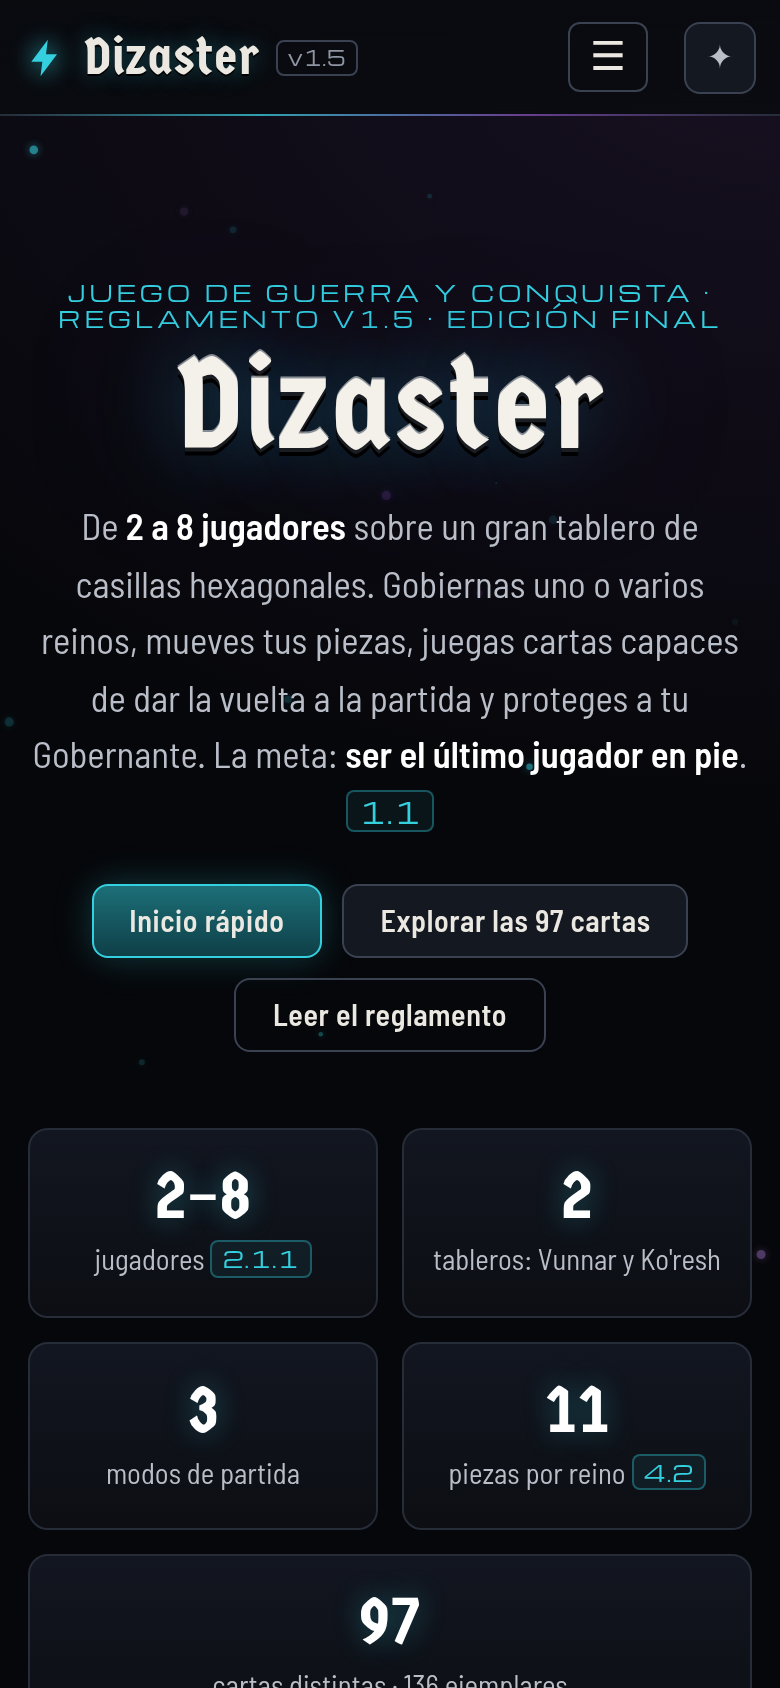 Dizaster v1.5
JUEGO DE GUERRA Y CONQUISTA ·
REGLAMENTO V1.5 · EDICIÓN FINAL
Dizaster
De 2 a 8 jugadores sobre un gran tablero de
casillas hexagonales. Gobiernas uno o varios
reinos, mueves tus piezas, juegas cartas capaces
de dar la vuelta a la partida y proteges a tu
Gobernante. La meta: ser el último jugador en pie.
1.1
Inicio rápido
Explorar las 97 cartas
Leer el reglamento
2–8
jugadores 2.1.1
2
tableros: Vunnar y Ko'resh
3
modos de partida
11
piezas por reino 4.2
97
cartas distintas · 136 ejemplares